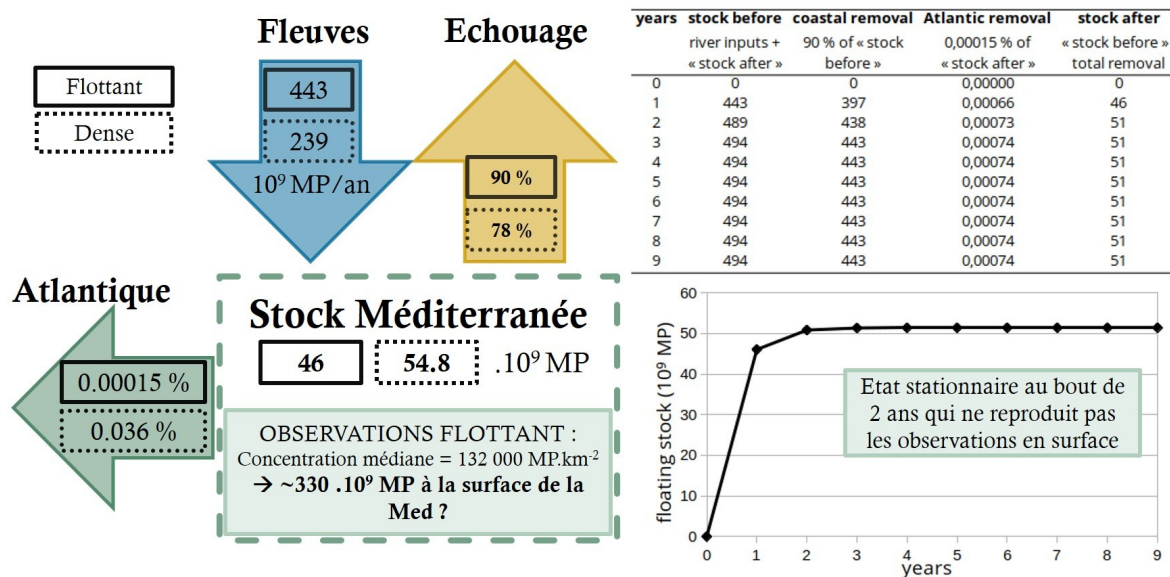 Fleuves
Echouage
Flottant
Dense
443
239
10⁹ MP/an
90 %
78 %
Atlantique
0.00015 %
0.036 %
Stock Méditerranée
46 54.8 .10⁹ MP
OBSERVATIONS FLOTTANT :
Concentration médiane = 132 000 MP.km⁻²
→ ~330 .10⁹ MP à la surface de la
Med ?
years stock before coastal removal Atlantic removal stock after
river inputs + 90 % of « stock 0,00015 % of « stock before »
« stock after » before » « stock after » total removal
0 0 0 0,00000 0
1 443 397 0,00066 46
2 489 438 0,00073 51
3 494 443 0,00074 51
4 494 443 0,00074 51
5 494 443 0,00074 51
6 494 443 0,00074 51
7 494 443 0,00074 51
8 494 443 0,00074 51
9 494 443 0,00074 51
floating stock (10⁹ MP)
60
50
40
30
20
10
0
Etat stationnaire au bout de
2 ans qui ne reproduit pas
les observations en surface
0 1 2 3 4 5 6 7 8 9
years